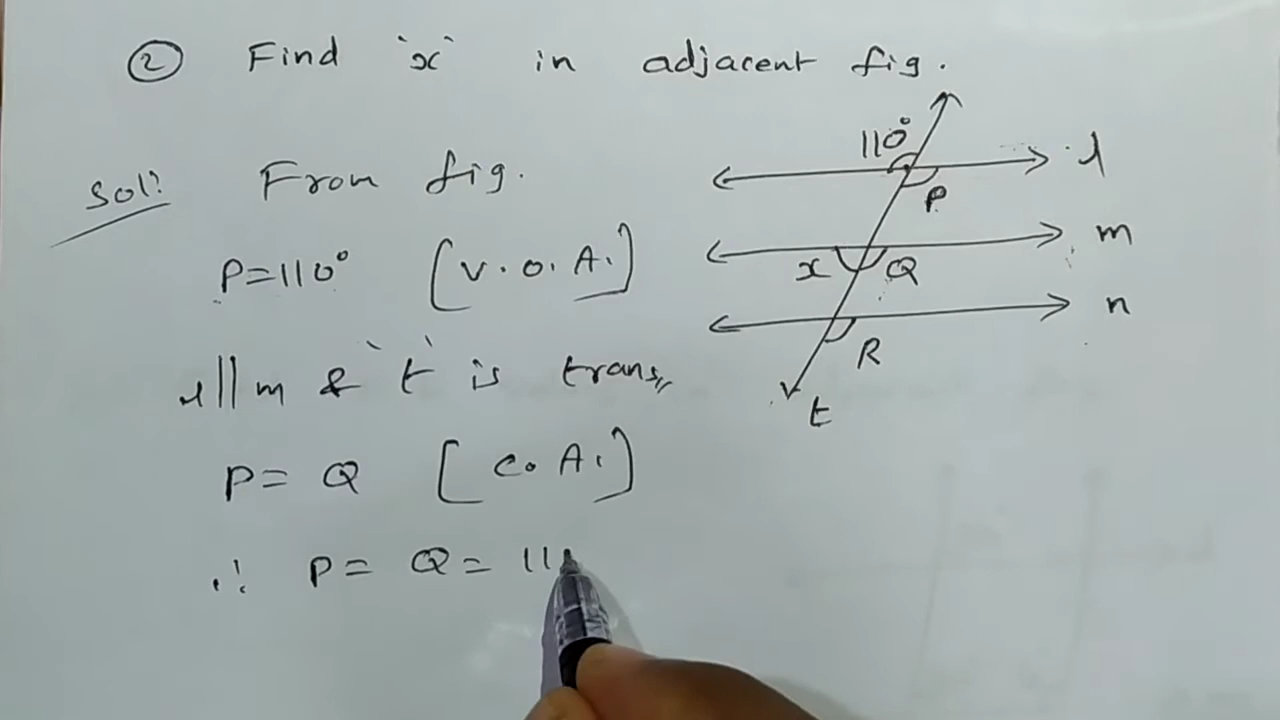 ② Find 'x' in adjacent fig.
Sol: From fig.
P=110° [V.O.A.]
l||m & 't' is trans,,
P= Q [C.A.]
∴ P= Q= 11
110°
l
P
m
x Q
n
R
t